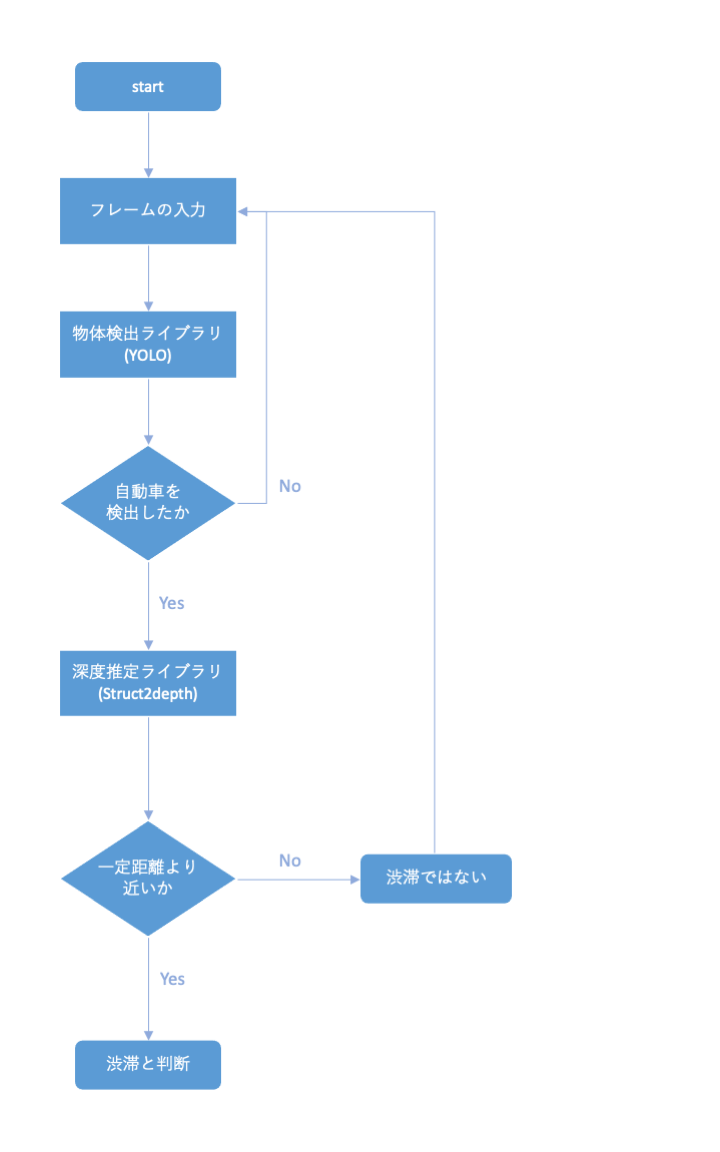 start
フレームの入力
物体検出ライブラリ
(YOLO)
自動車を
検出したか
No
Yes
深度推定ライブラリ
(Struct2depth)
一定距離より
近いか
No
渋滞ではない
Yes
渋滞と判断